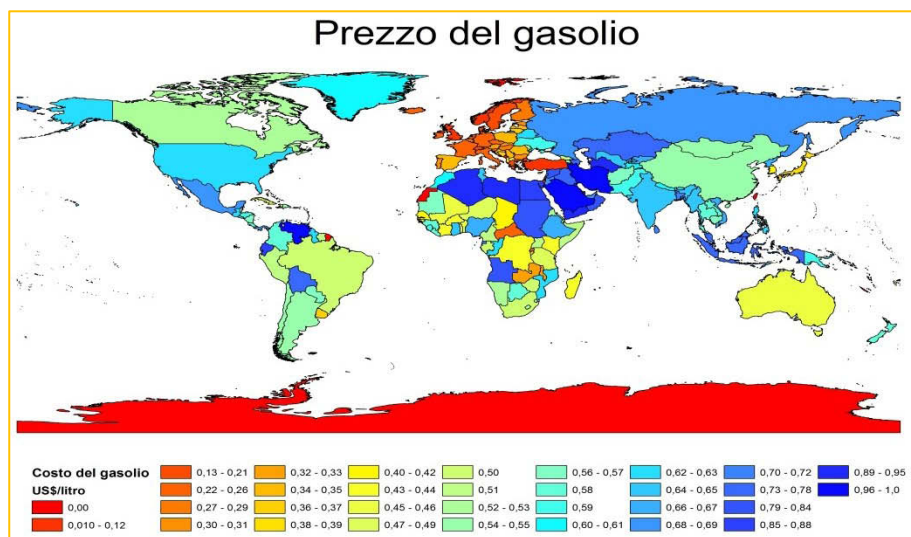 Prezzo del gasolio
Costo del gasolio
US$/litro
0,00
0,010 - 0,12
0,13 - 0,21
0,22 - 0,26
0,27 - 0,29
0,30 - 0,31
0,32 - 0,33
0,34 - 0,35
0,36 - 0,37
0,38 - 0,39
0,40 - 0,42
0,43 - 0,44
0,45 - 0,46
0,47 - 0,49
0,50
0,51
0,52 - 0,53
0,54 - 0,55
0,56 - 0,57
0,58
0,59
0,60 - 0,61
0,62 - 0,63
0,64 - 0,65
0,66 - 0,67
0,68 - 0,69
0,70 - 0,72
0,73 - 0,78
0,79 - 0,84
0,85 - 0,88
0,89 - 0,95
0,96 - 1,0